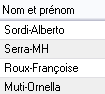 Nom et prénom
Sordi-Alberto
Serra-MH
Roux-Françoise
Muti-Ornella